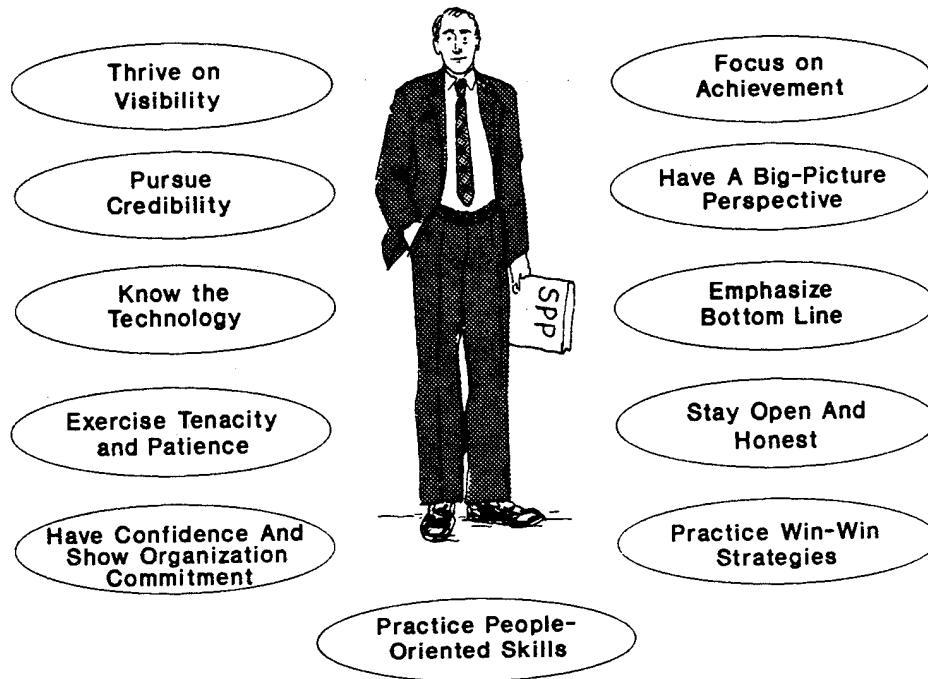 Thrive on
Visibility
Pursue
Credibility
Know the
Technology
Exercise Tenacity
and Patience
Have Confidence And
Show Organization
Commitment
SPP
Focus on
Achievement
Have A Big-Picture
Perspective
Emphasize
Bottom Line
Stay Open And
Honest
Practice Win-Win
Strategies
Practice People-
Oriented Skills